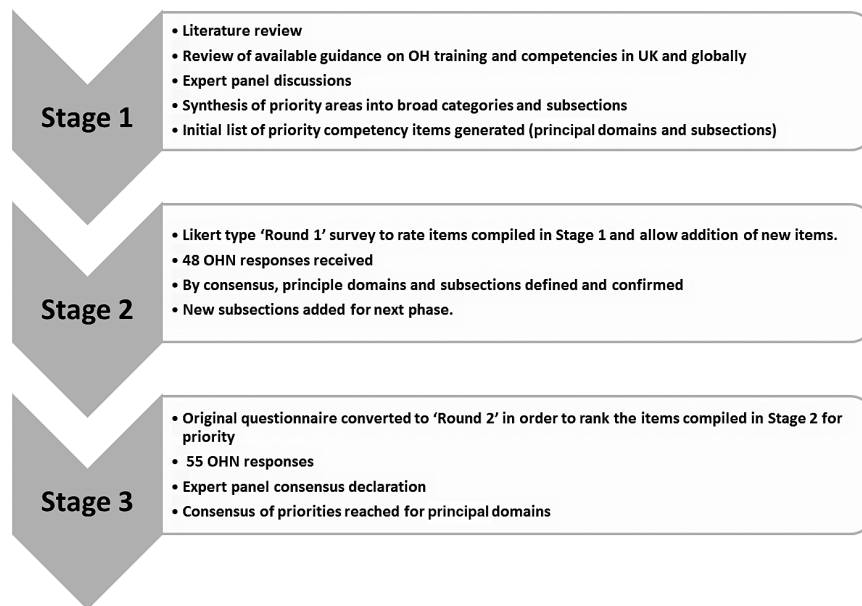 Stage 1
• Literature review
• Review of available guidance on OH training and competencies in UK and globally
• Expert panel discussions
• Synthesis of priority areas into broad categories and subsections
• Initial list of priority competency items generated (principal domains and subsections)
Stage 2
• Likert type ‘Round 1’ survey to rate items compiled in Stage 1 and allow addition of new items.
• 48 OHN responses received
• By consensus, principle domains and subsections defined and confirmed
• New subsections added for next phase.
Stage 3
• Original questionnaire converted to ‘Round 2’ in order to rank the items compiled in Stage 2 for
priority
• 55 OHN responses
• Expert panel consensus declaration
• Consensus of priorities reached for principal domains